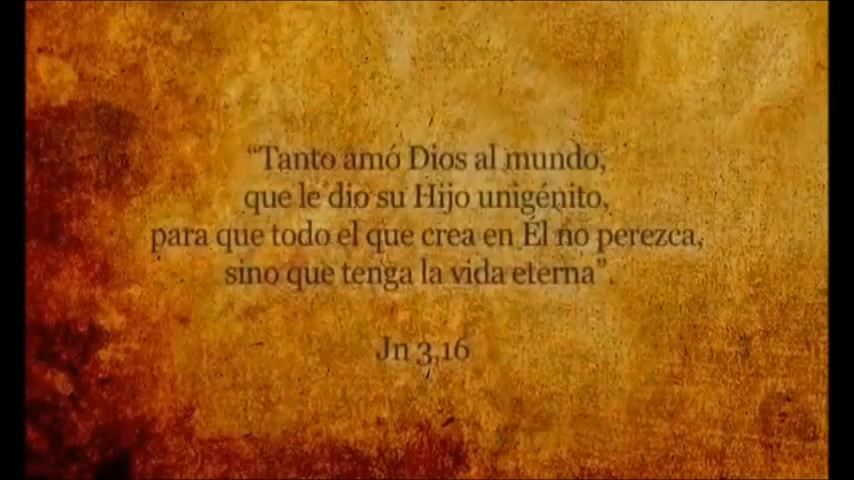 “Tanto amó Dios al mundo,
que le dio su Hijo unigénito,
para que todo el que crea en Él no perezca,
sino que tenga la vida eterna”.
Jn 3,16